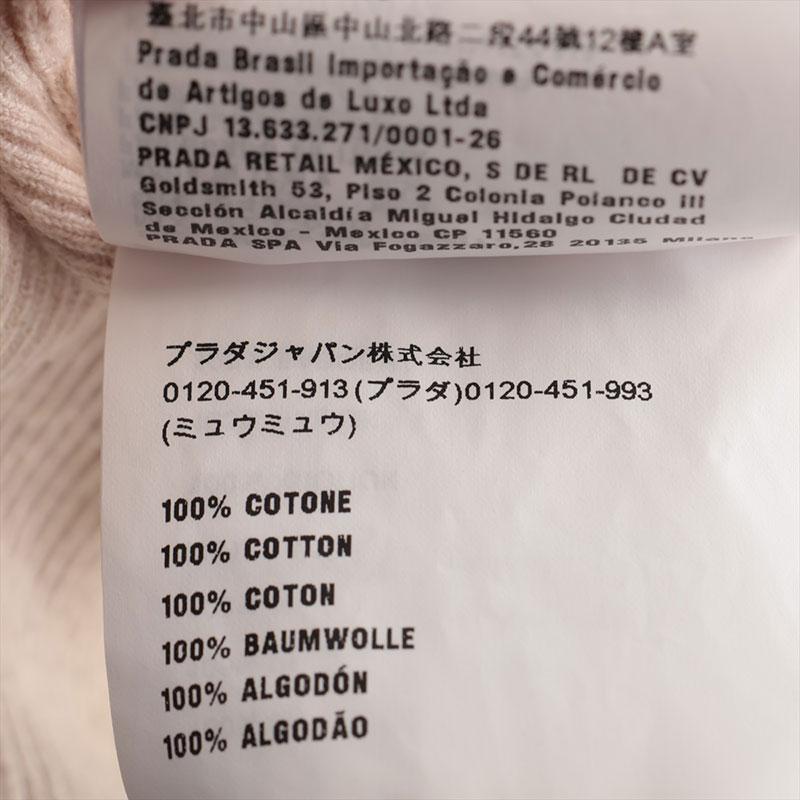 臺北市中山區中山北路二段44號12樓A室
Prada Brasil Importação e Comércio
de Artigos de Luxo Ltda
CNPJ 13.633.271/0001-26
PRADA RETAIL MÉXICO, S DE RL DE CV
Goldsmith 53, Piso 2 Colonia Polanco III
Sección Alcaldía Miguel Hidalgo Ciudad
de Mexico - Mexico CP 11560
PRADA SPA Via Fogazzaro,28 20135 Milano
プラダジャパン株式会社
0120-451-913(プラダ)0120-451-993
(ミュウミュウ)
100% COTONE
100% COTTON
100% COTON
100% BAUMWOLLE
100% ALGODÓN
100% ALGODÃO